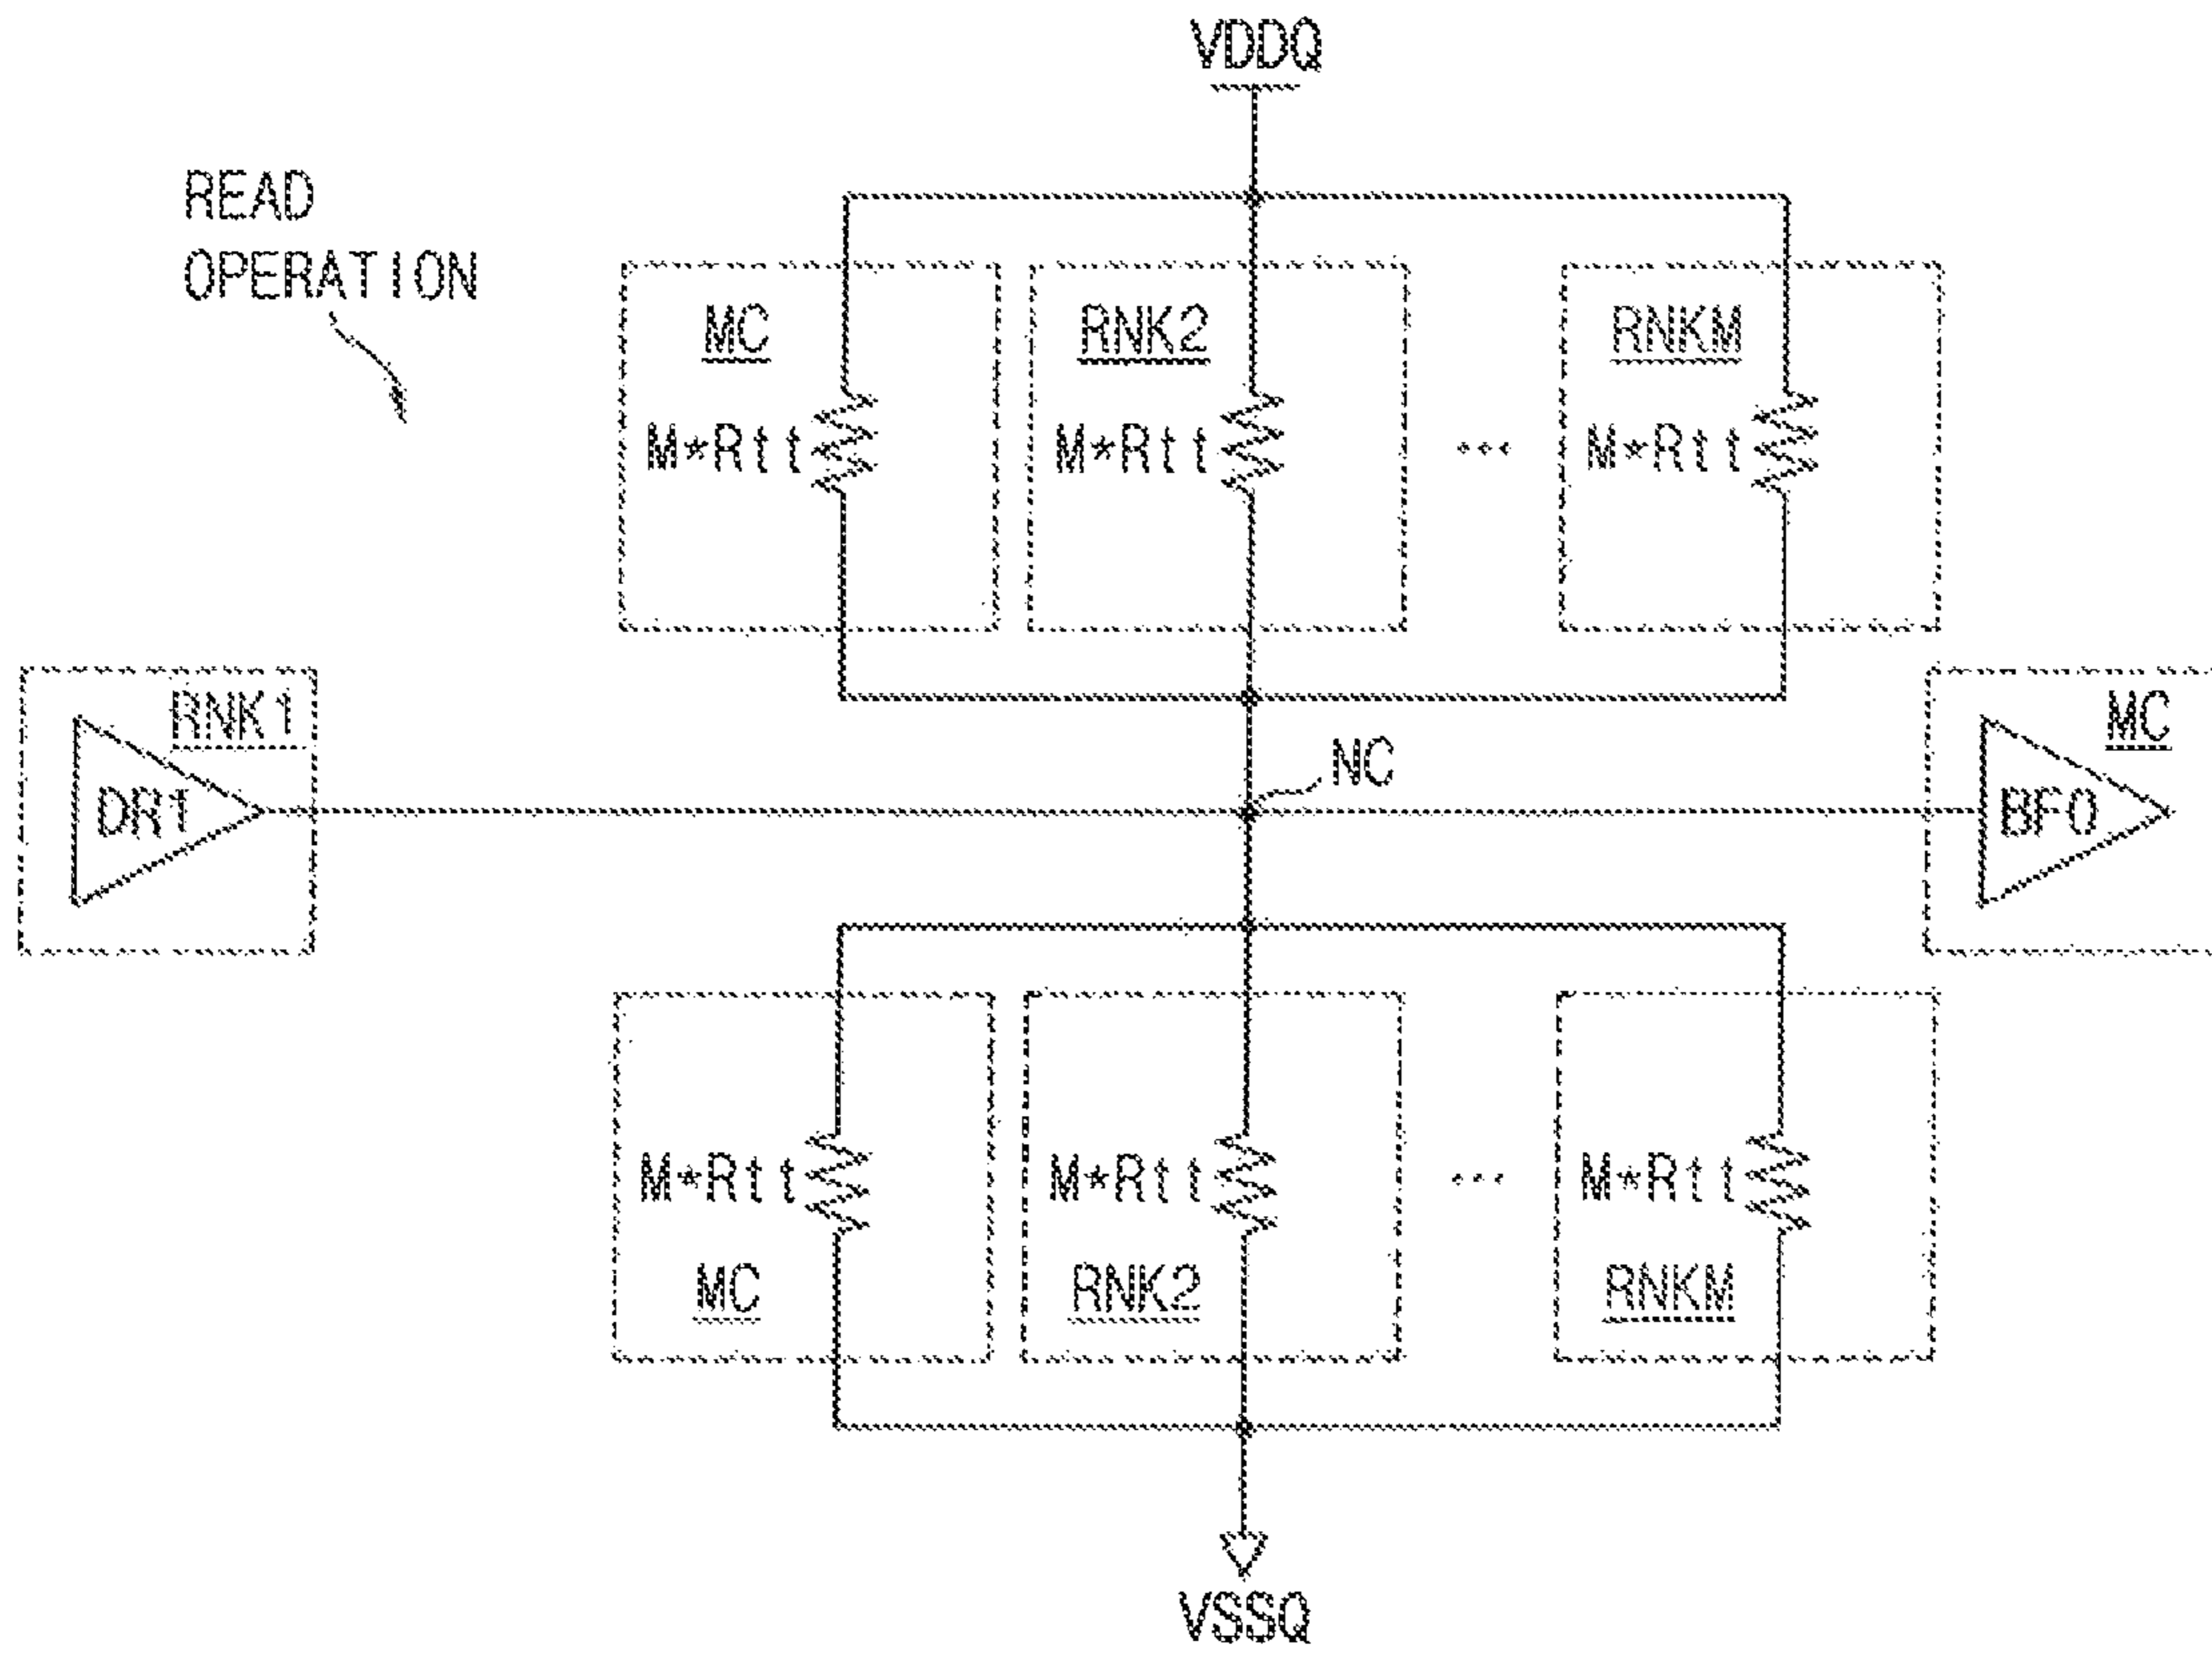 VDDQ
READ
OPERATION
MC
RNK2
RNKM
M*Rtt
M*Rtt
...
M*Rtt
RNK1
MC
NC
DR1
BF0
M*Rtt
M*Rtt
...
M*Rtt
MC
RNK2
RNKM
VSSQ